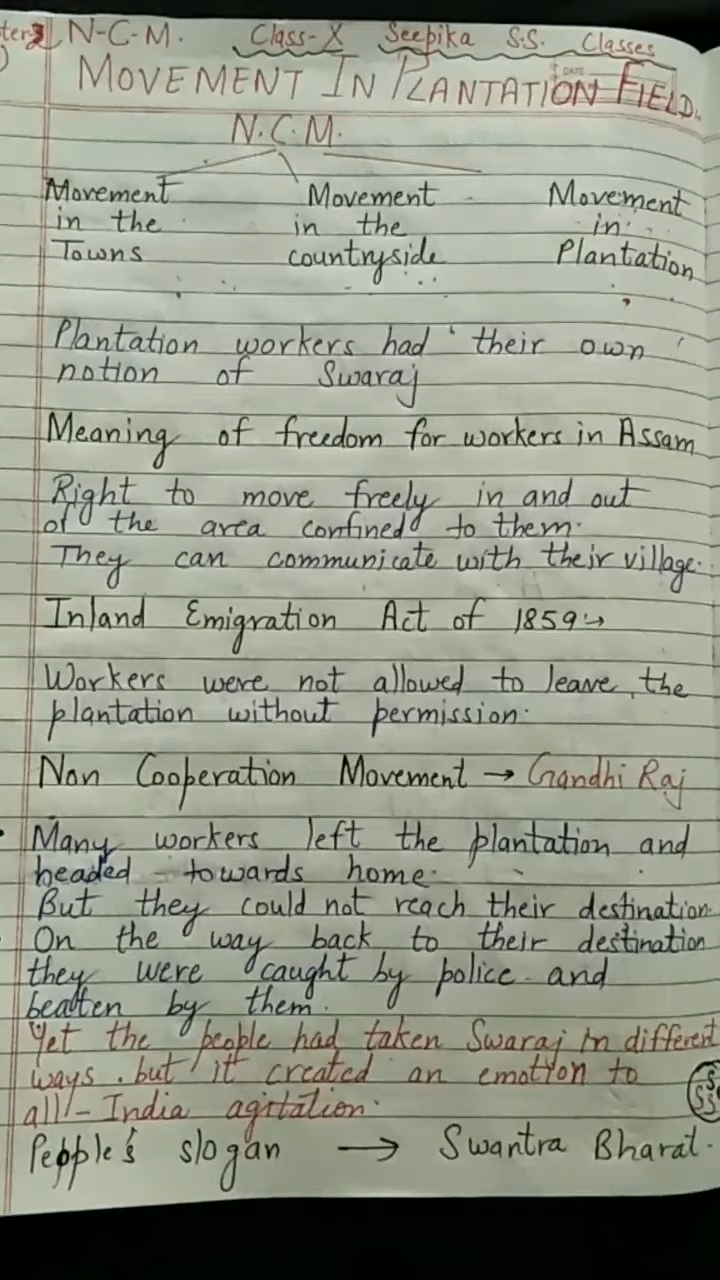 N-C-M. Class-X Seepika S.S. Classes
MOVEMENT IN PLANTATION FIELD.
N.C.M.
Movement in the Towns
Movement in the countryside
Movement in Plantation
Plantation workers had their own
notion of Swaraj
Meaning of freedom for workers in Assam
Right to move freely in and out
of the area confined to them.
They can communicate with their village.
Inland Emigration Act of 1859→
Workers were not allowed to leave the
plantation without permission.
Non Cooperation Movement → Gandhi Raj
Many workers left the plantation and
headed towards home.
But they could not reach their destination.
On the way back to their destination
they were caught by police and
beaten by them.
Yet the people had taken Swaraj in different
ways. but it created an emotion to
all-India agitation.
SSS
People's slogan → Swantra Bharat.